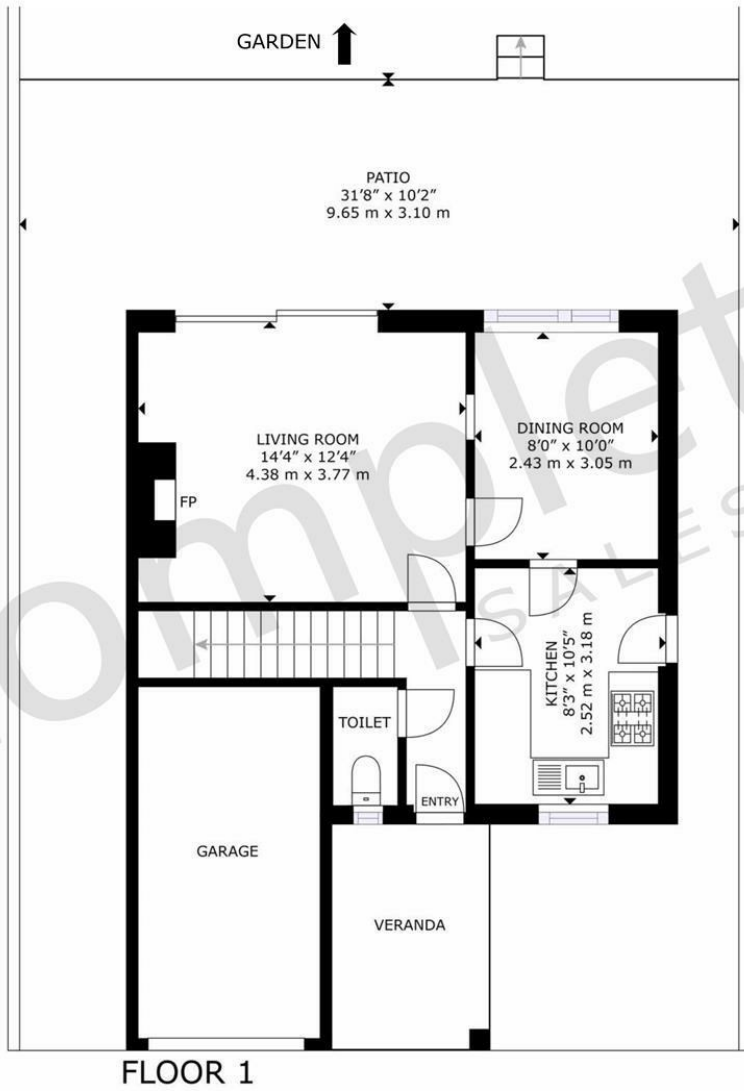 GARDEN
PATIO
31'8" x 10'2"
9.65 m x 3.10 m
LIVING ROOM
14'4" x 12'4"
4.38 m x 3.77 m
DINING ROOM
8'0" x 10'0"
2.43 m x 3.05 m
FP
KITCHEN
8'3" x 10'5"
2.52 m x 3.18 m
TOILET
ENTRY
GARAGE
VERANDA
FLOOR 1
omplet
SALES